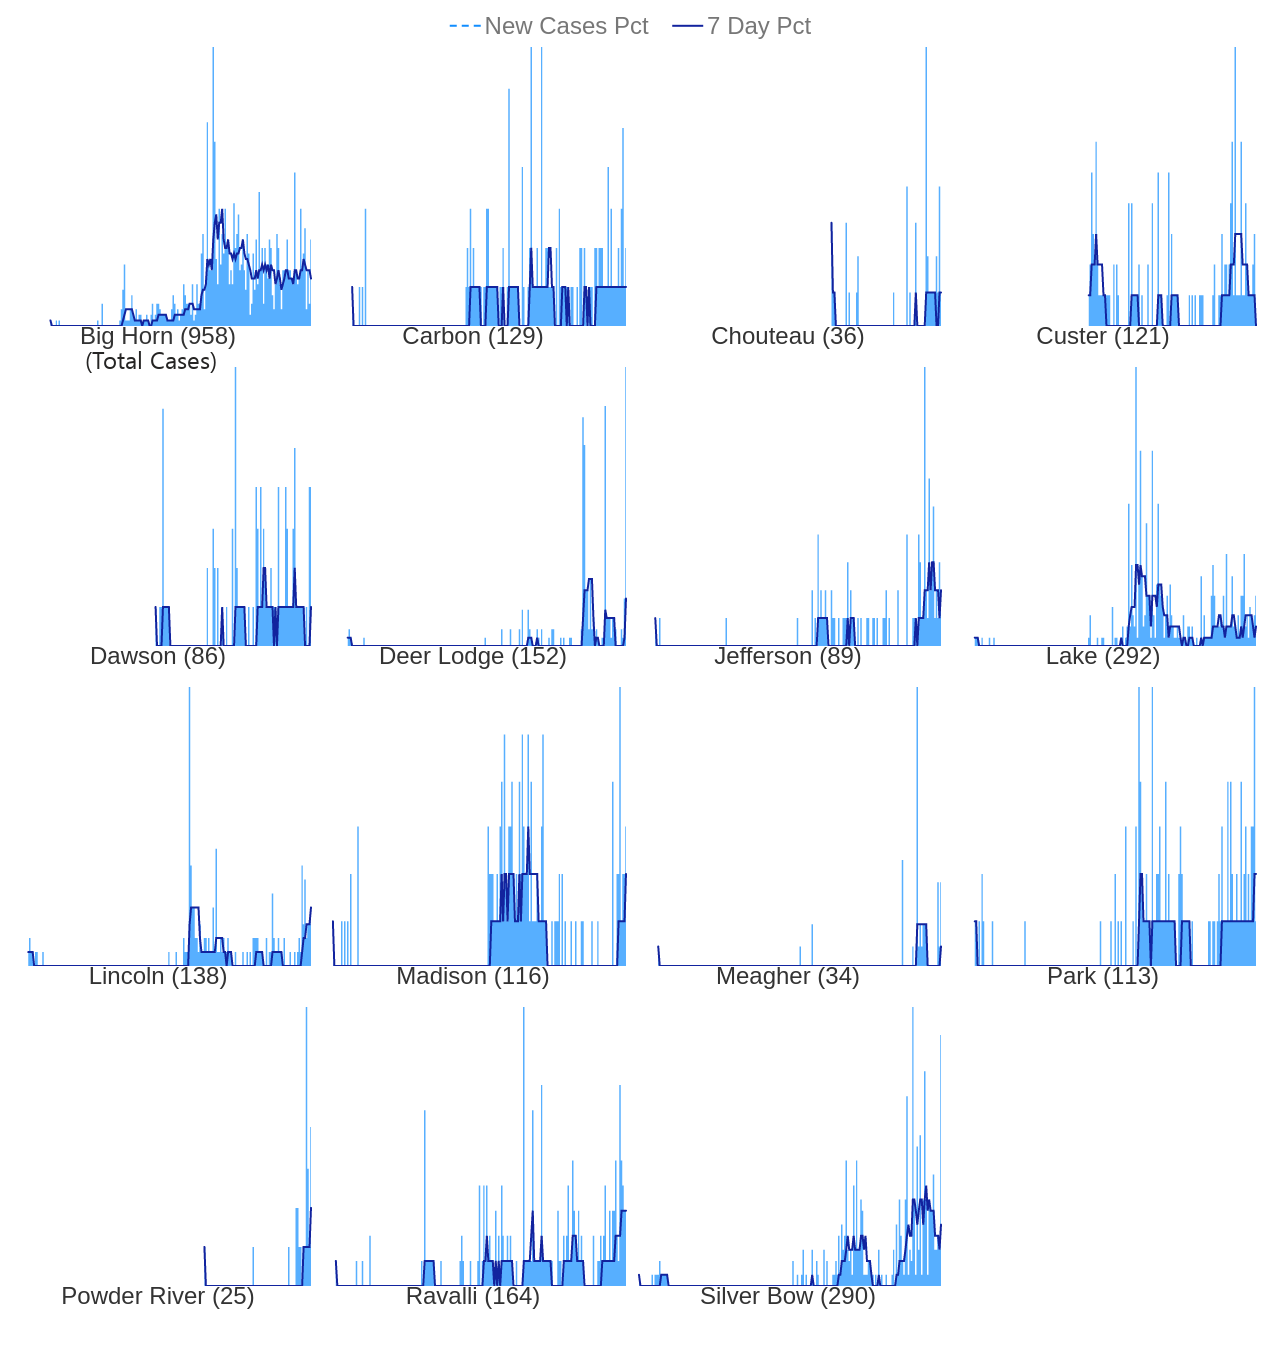 New Cases Pct 7 Day Pct
Big Horn (958) Carbon (129) Chouteau (36) Custer (121)
(Total Cases)
Dawson (86) Deer Lodge (152) Jefferson (89) Lake (292)
Lincoln (138) Madison (116) Meagher (34) Park (113)
Powder River (25) Ravalli (164) Silver Bow (290)